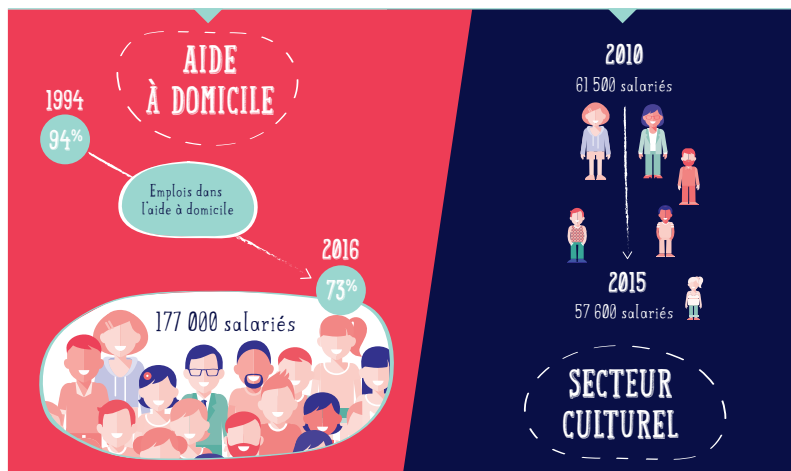 AIDE
À DOMICILE
1994
94%
Emplois dans
l'aide à domicile
2016
73%
177 000 salariés
2010
61 500 salariés
2015
57 600 salariés
SECTEUR
CULTUREL